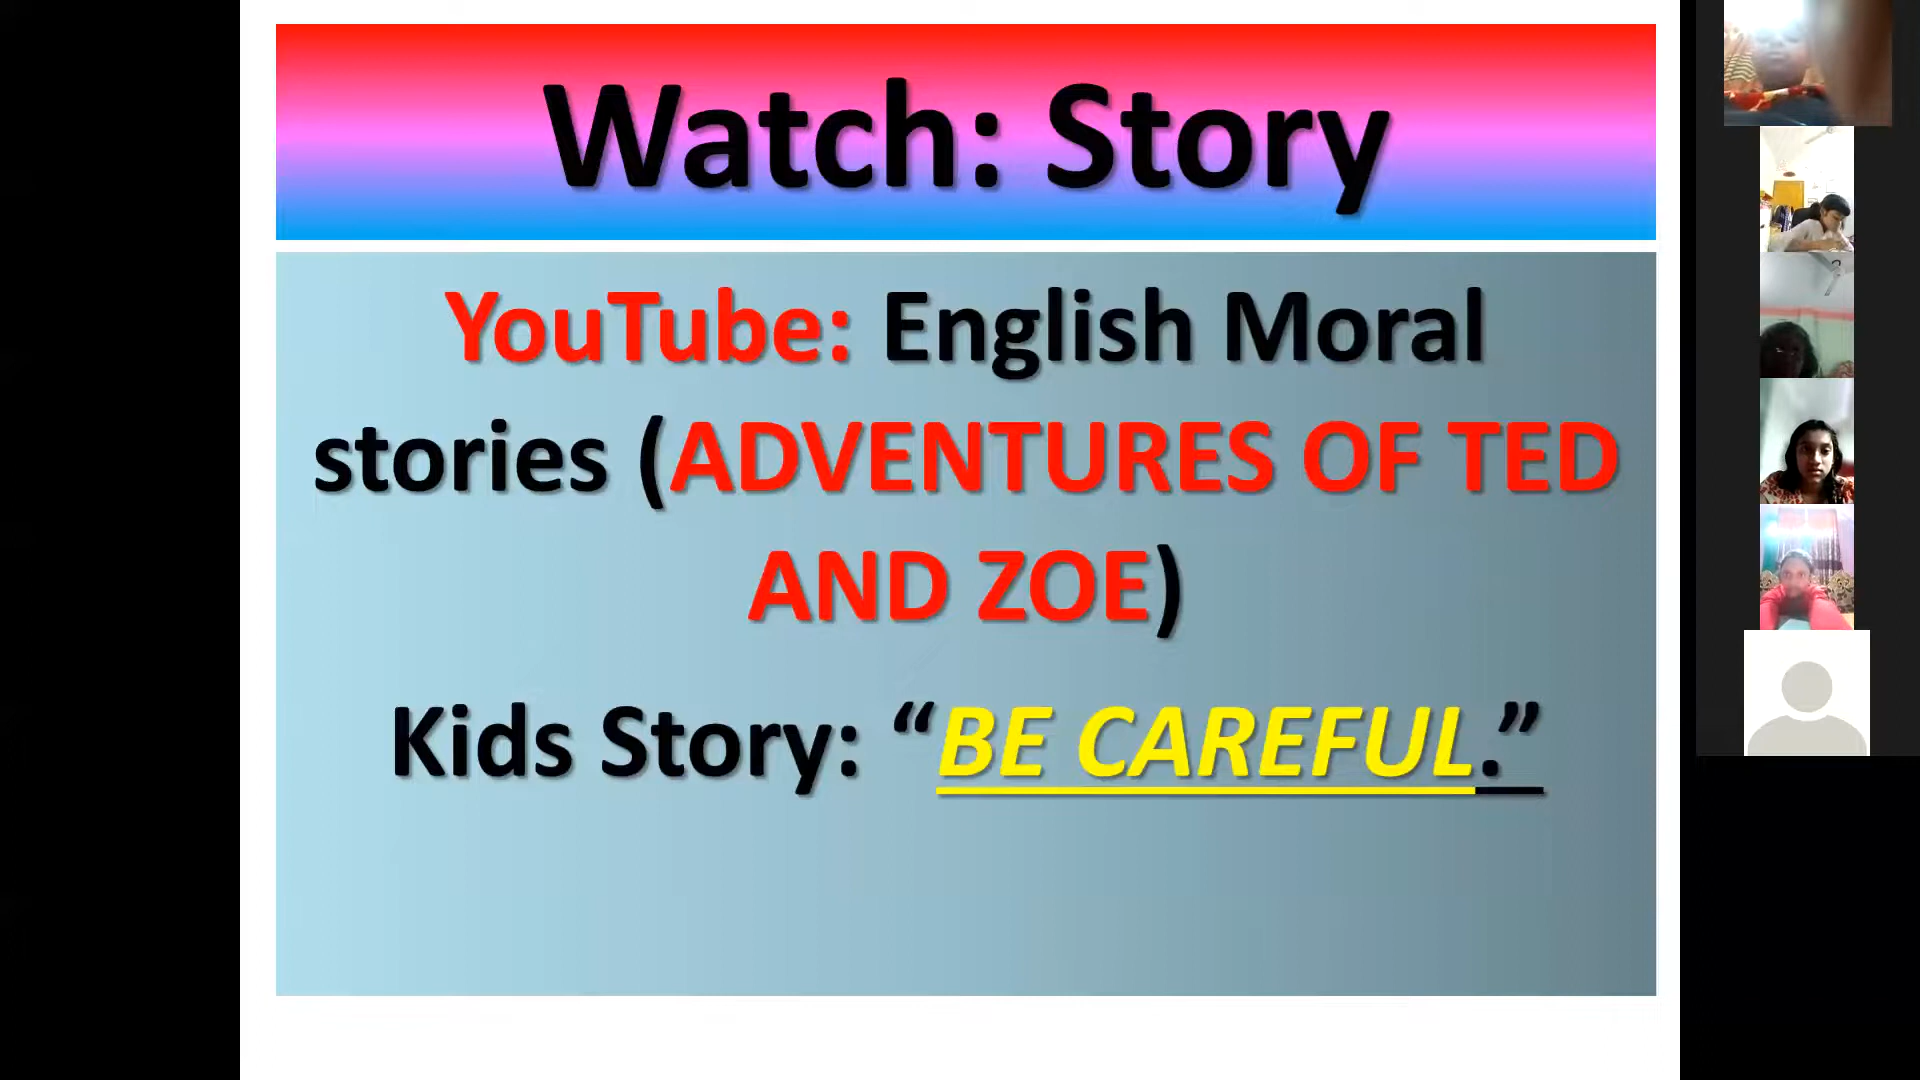 Watch: Story
YouTube: English Moral
stories (ADVENTURES OF TED
AND ZOE)
Kids Story: “BE CAREFUL.”